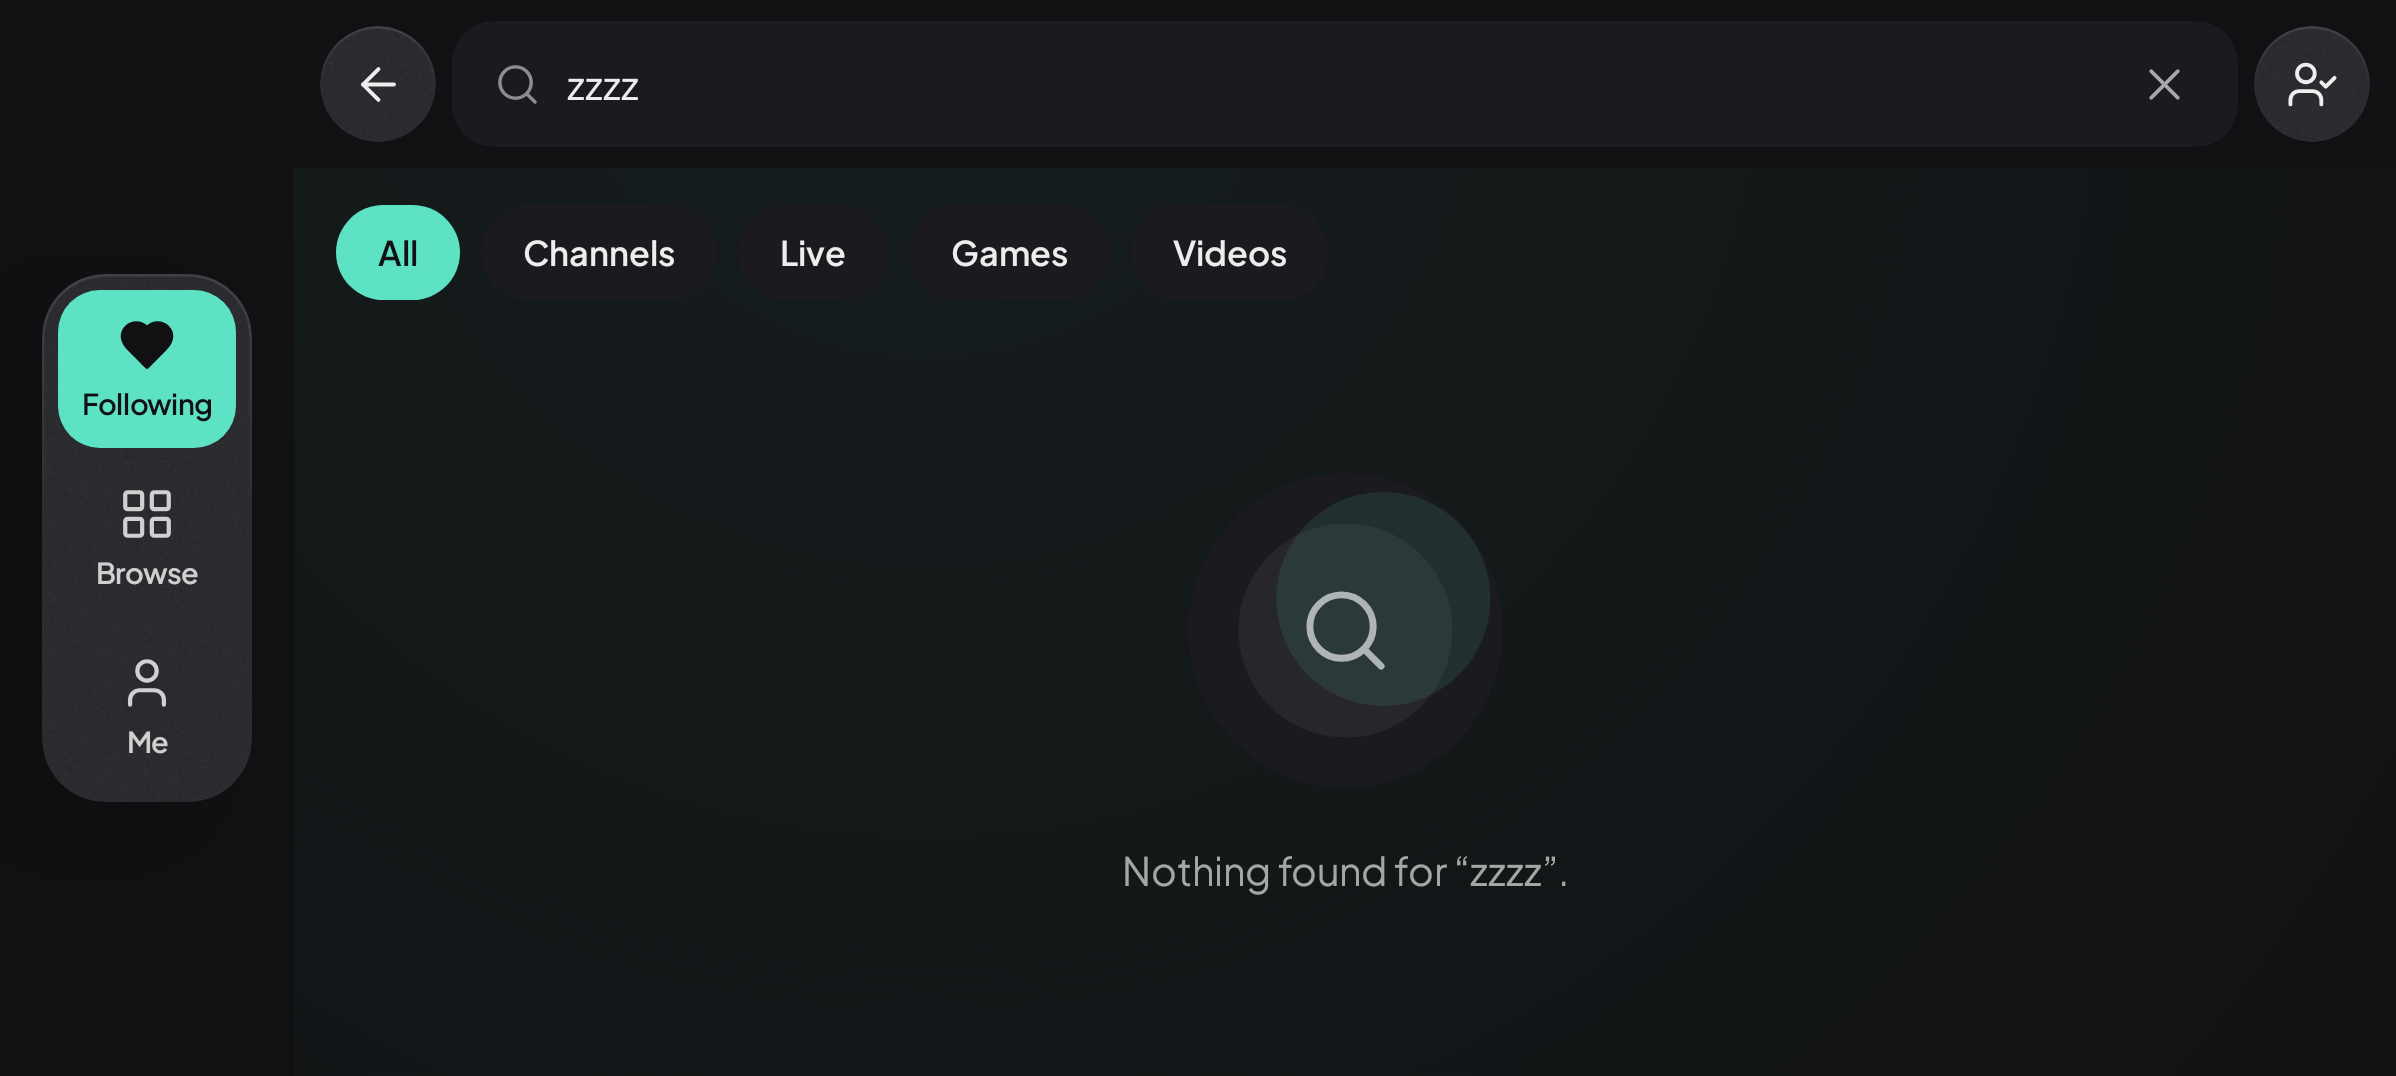 zzzz
All
Channels
Live
Games
Videos
Following
Browse
Me
Nothing found for “zzzz”.